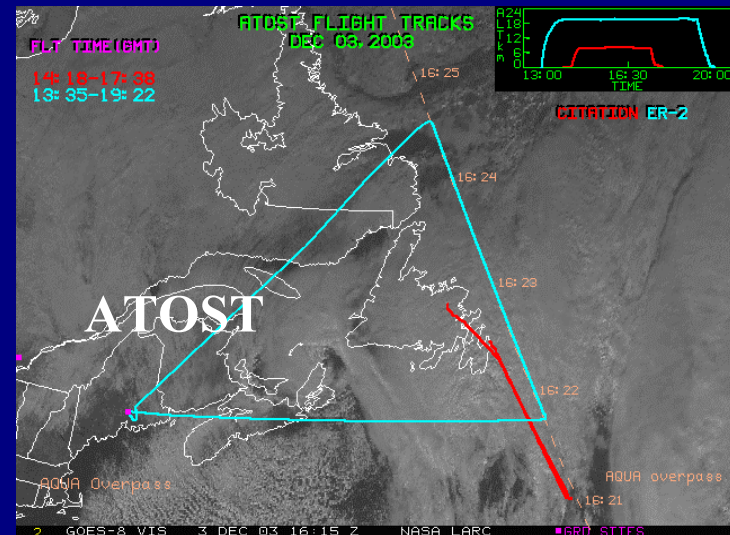 ATOST FLIGHT TRACKS
DEC 03,2003
FLT TIME(GMT)
14:18-17:38
13:35-19:22
ALT km
24
18
12
6
0
13:00 16:30 20:00
TIME
CITATION ER-2
16:25
16:24
16:23
16:22
16:21
ATOST
AQUA Overpass
AQUA overpass
2 GOES-8 VIS 3 DEC 03 16:15 Z NASA LARC GRD SITES